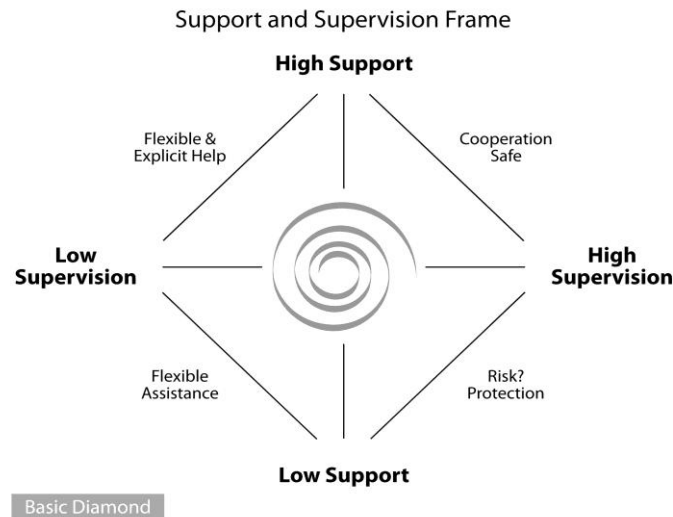 Support and Supervision Frame
High Support
Flexible &
Explicit Help
Cooperation
Safe
Low
Supervision
High
Supervision
Flexible
Assistance
Risk?
Protection
Low Support
Basic Diamond